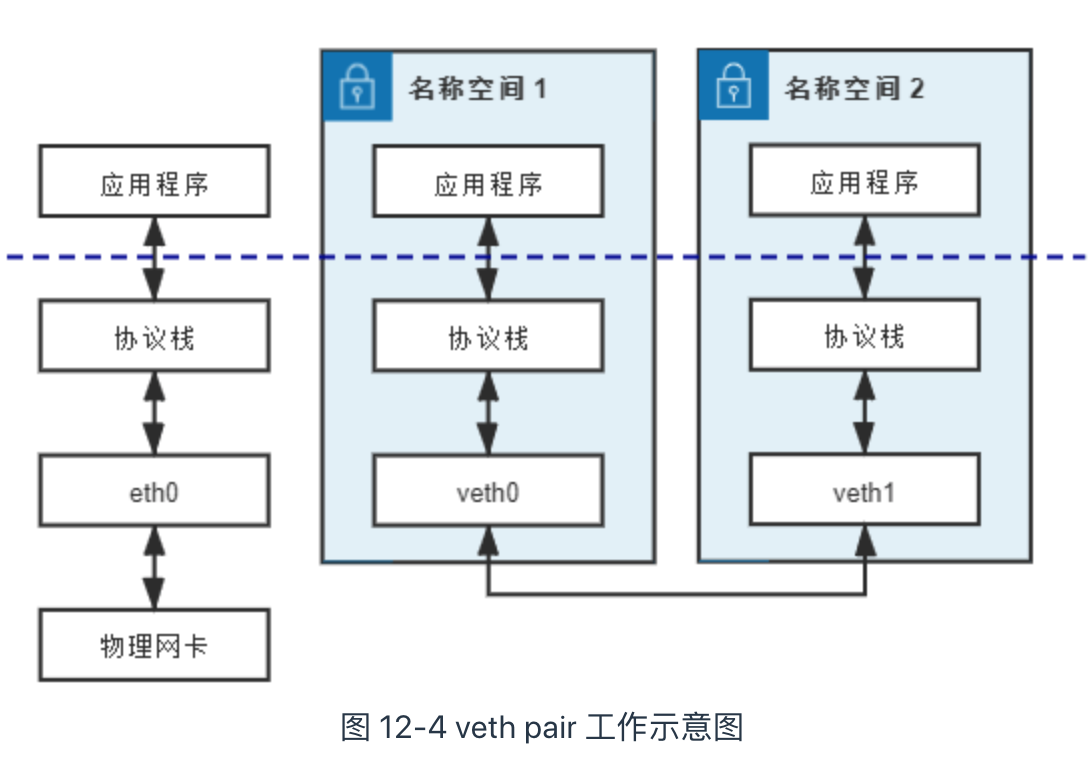 名称空间 1
名称空间 2
应用程序
应用程序
应用程序
协议栈
协议栈
协议栈
eth0
veth0
veth1
物理网卡
图 12-4 veth pair 工作示意图